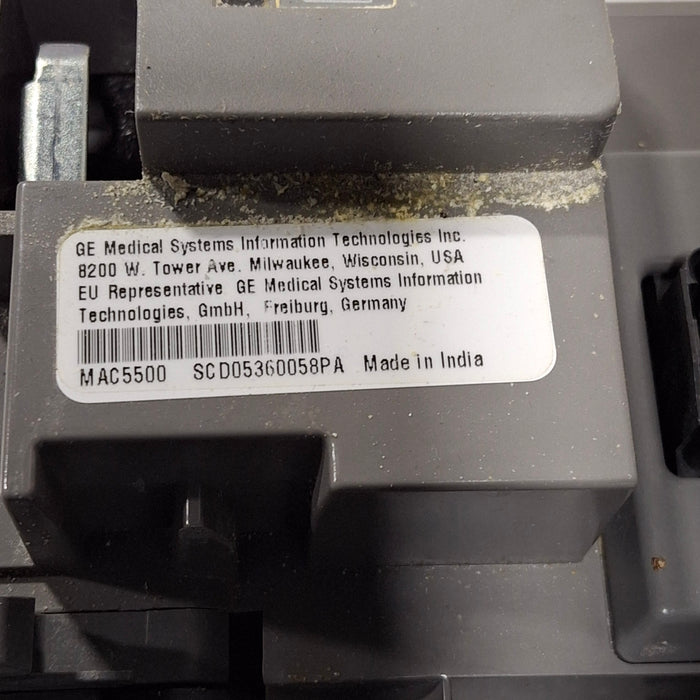 GE Medical Systems Information Technologies Inc.
8200 W. Tower Ave. Milwaukee, Wisconsin, USA
EU Representative GE Medical Systems Information
Technologies, GmbH, Freiburg, Germany
MAC5500 SCD05360058PA Made in India